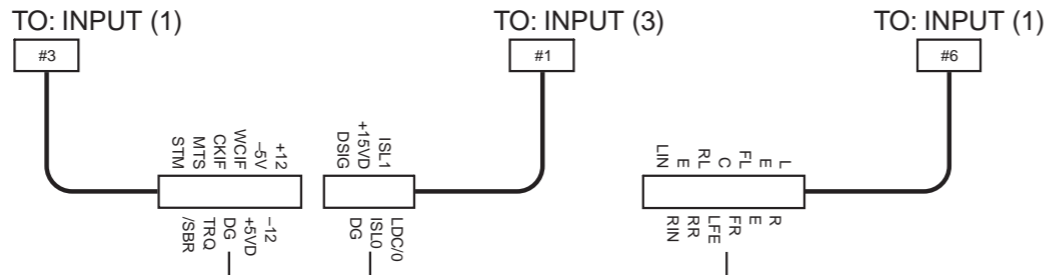 TO: INPUT (1)
TO: INPUT (3)
TO: INPUT (1)
#3
#1
#6
STM
MTS
CKIF
WCIF
–5V
+12
DSIG
+15VD
ISL1
LIN
E
RL
C
FL
E
L
/SBR
TRQ
DG
+5VD
–12
DG
ISL0
LDC/0
RIN
RR
LFE
FR
E
R